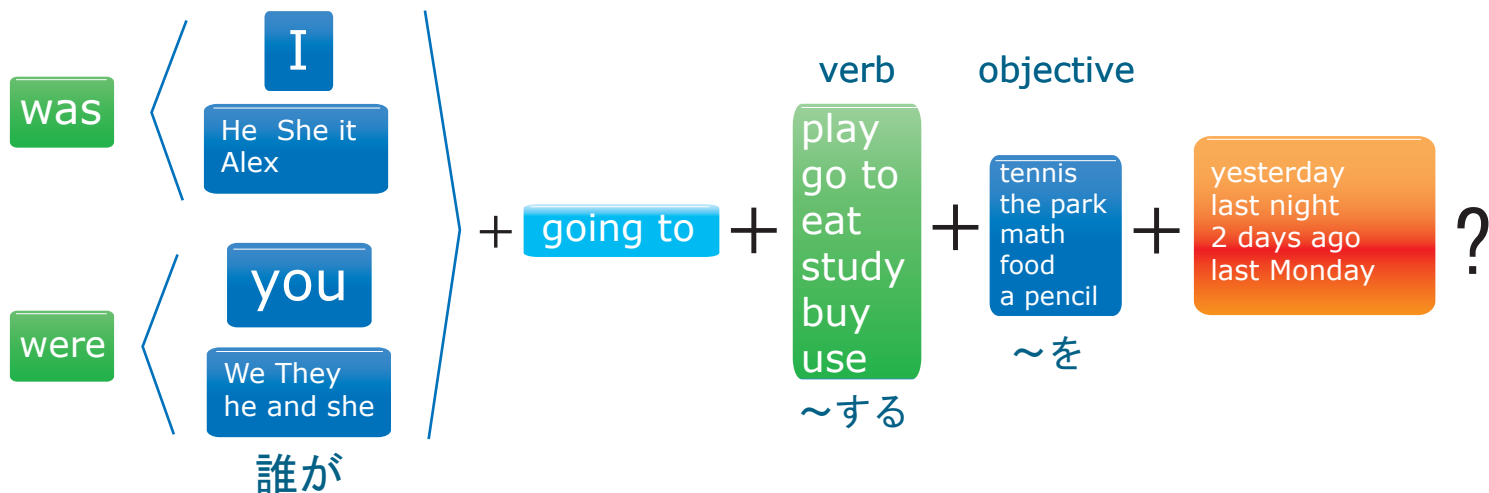 was
I
He She it
Alex
were
you
We They
he and she
誰が
+
going to
+
verb
play
go to
eat
study
buy
use
～する
+
objective
tennis
the park
math
food
a pencil
～を
+
yesterday
last night
2 days ago
last Monday
?